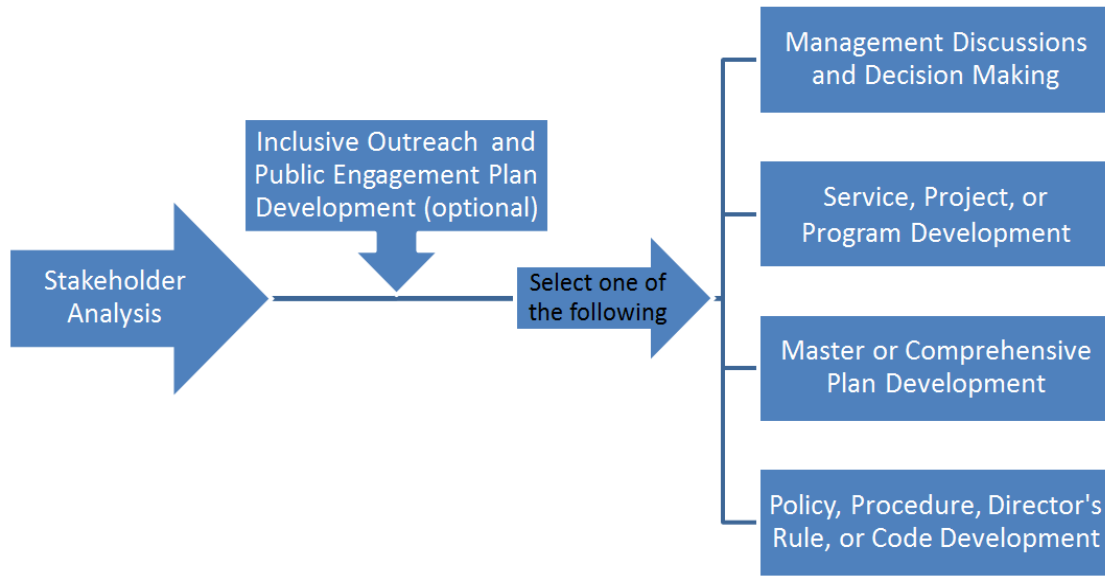 Stakeholder
Analysis
Inclusive Outreach and
Public Engagement Plan
Development (optional)
Select one of
the following
Management Discussions
and Decision Making
Service, Project, or
Program Development
Master or Comprehensive
Plan Development
Policy, Procedure, Director's
Rule, or Code Development